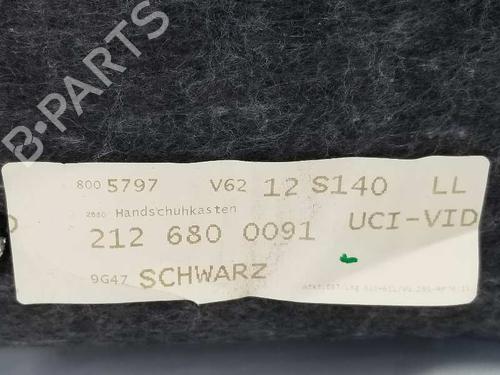 B-PARTS
800 5797 V62 12 S140 LL
2680 Handschuhkasten
212 680 0091 UCI-VID
9G47 SCHWARZ